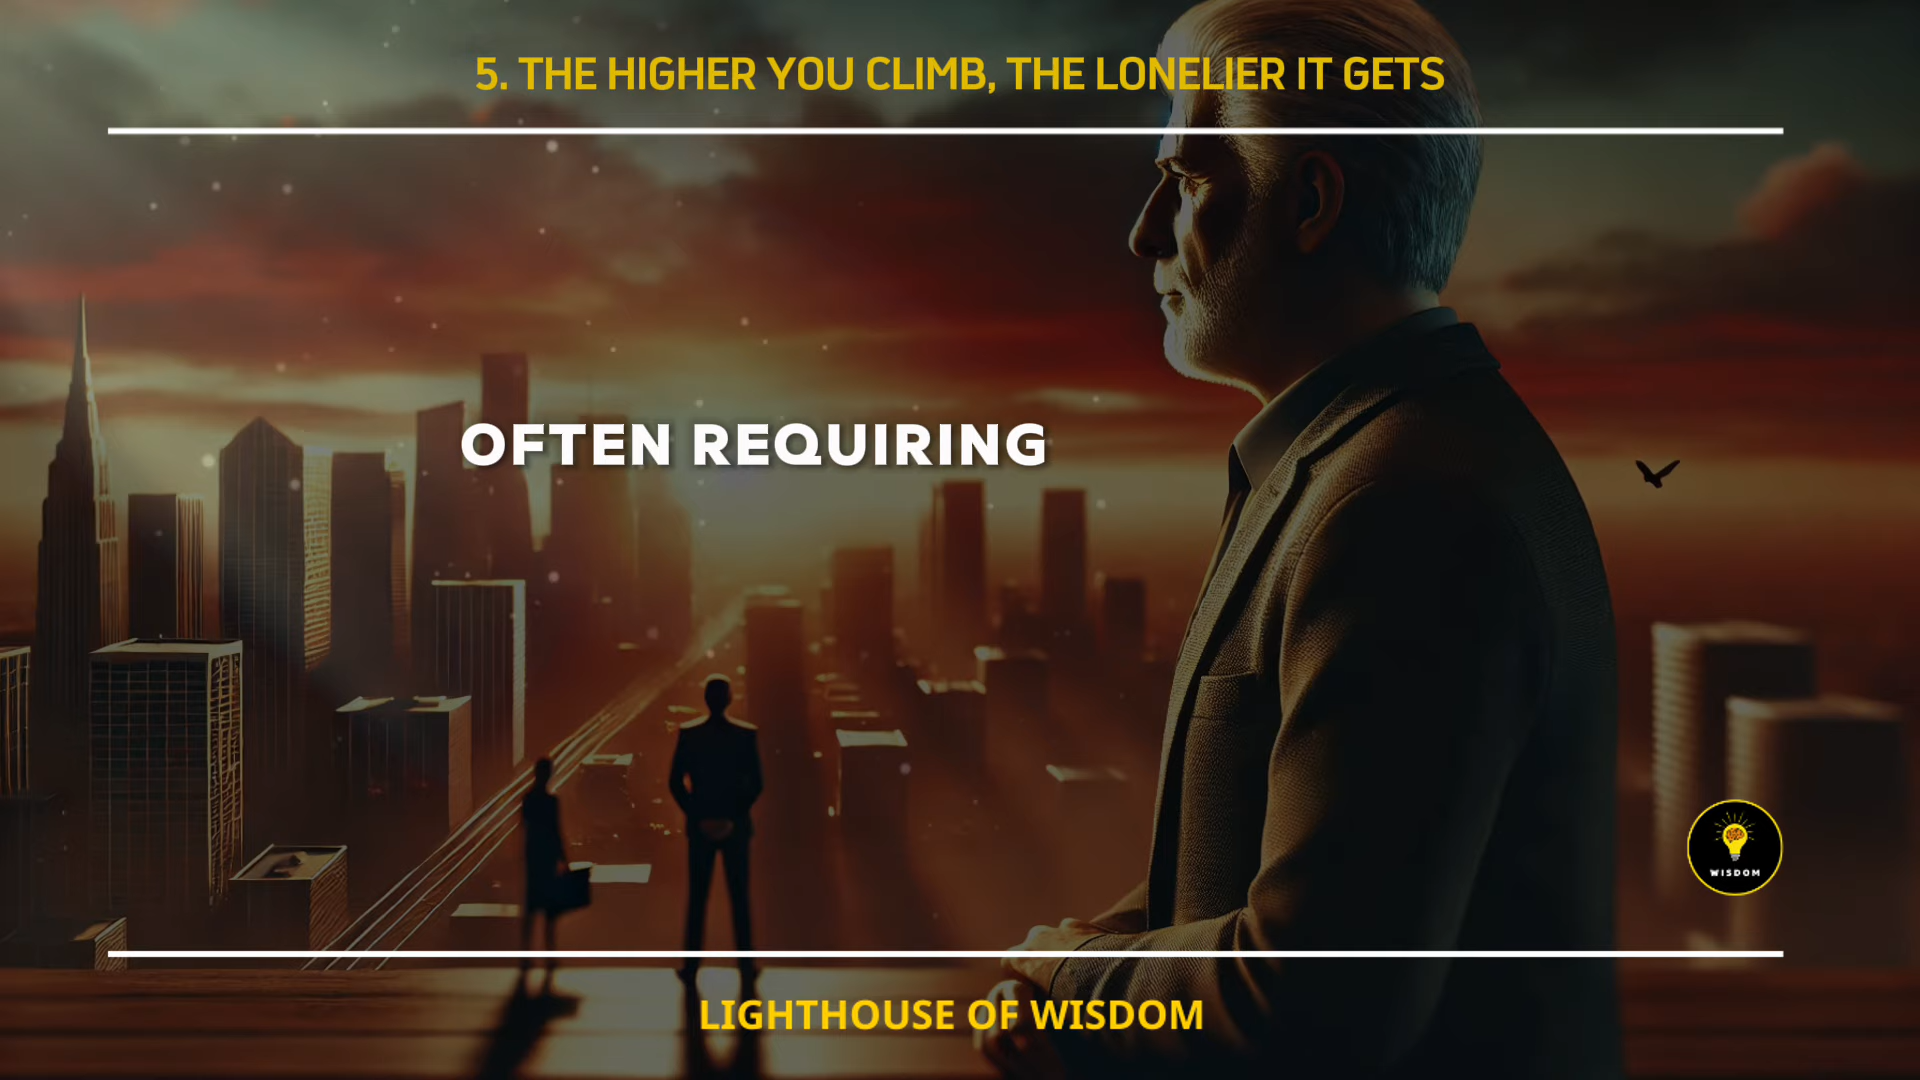 5. THE HIGHER YOU CLIMB, THE LONELIER IT GETS
OFTEN REQUIRING
WISDOM
LIGHTHOUSE OF WISDOM